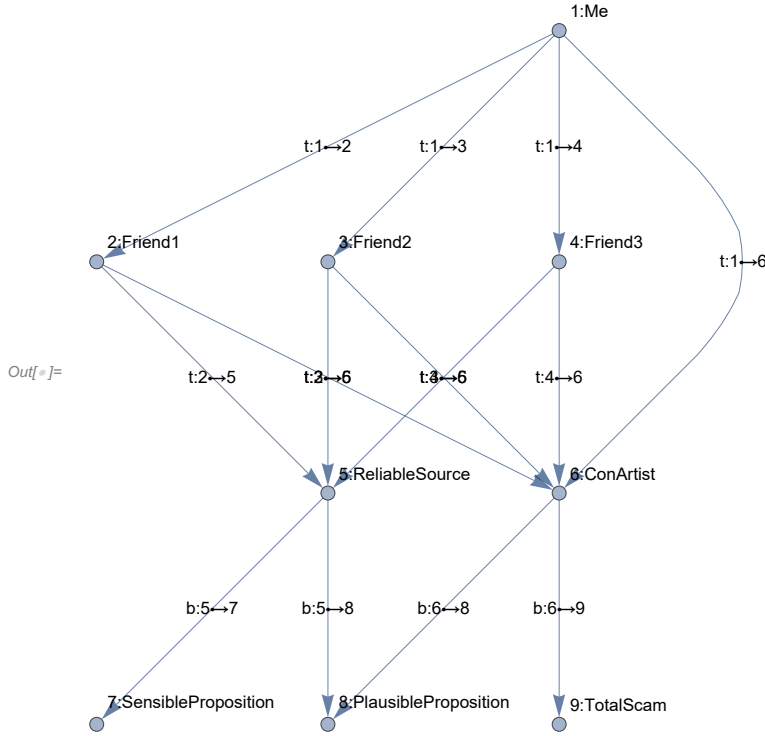 1:Me
t:1→2
t:1→3
t:1→4
2:Friend1
3:Friend2
4:Friend3
t:1→6
Out[•]=
t:2→5
t:4→6
5:ReliableSource
6:ConArtist
b:5→7
b:5→8
b:6→8
b:6→9
7:SensibleProposition
8:PlausibleProposition
9:TotalScam